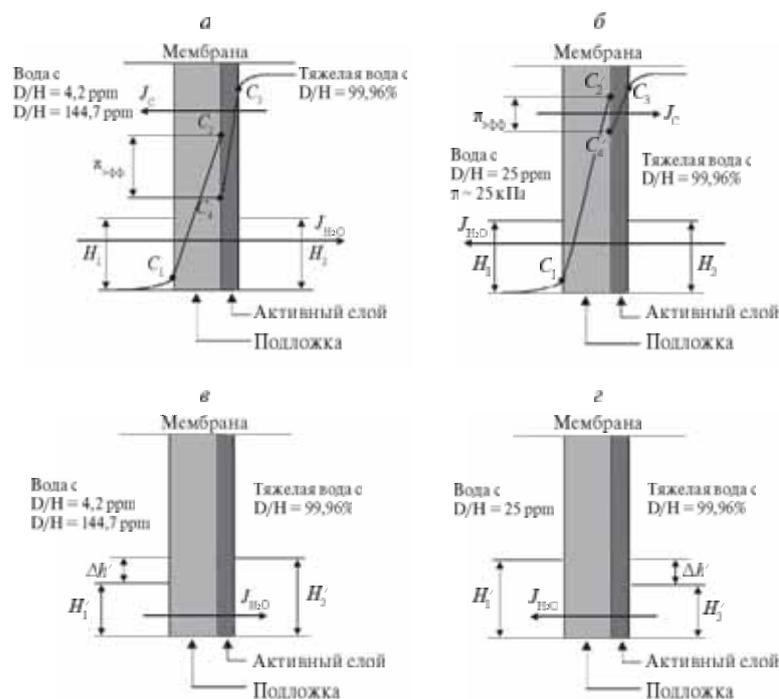 а
Мембрана
Вода с
D/H = 4,2 ppm
D/H = 144,7 ppm
Тяжелая вода с
D/H = 99,96%
J_C
C_3
C_2
π_эфф
C_4
J_H2O
H_1
H_2
C_1
Активный слой
Подложка
б
Мембрана
C_2′
C_3
π_эфф
J_C
C_4′
Вода с
D/H = 25 ppm
π ~ 25 кПа
Тяжелая вода с
D/H = 99,96%
J_H2O
H_1
C_1
H_2
Активный слой
Подложка
в
Мембрана
Вода с
D/H = 4,2 ppm
D/H = 144,7 ppm
Тяжелая вода с
D/H = 99,96%
Δh′
H_1′
J_H2O
H_2′
Активный слой
Подложка
г
Мембрана
Вода с
D/H = 25 ppm
Тяжелая вода с
D/H = 99,96%
Δh′
H_1′
J_H2O
H_2′
Активный слой
Подложка